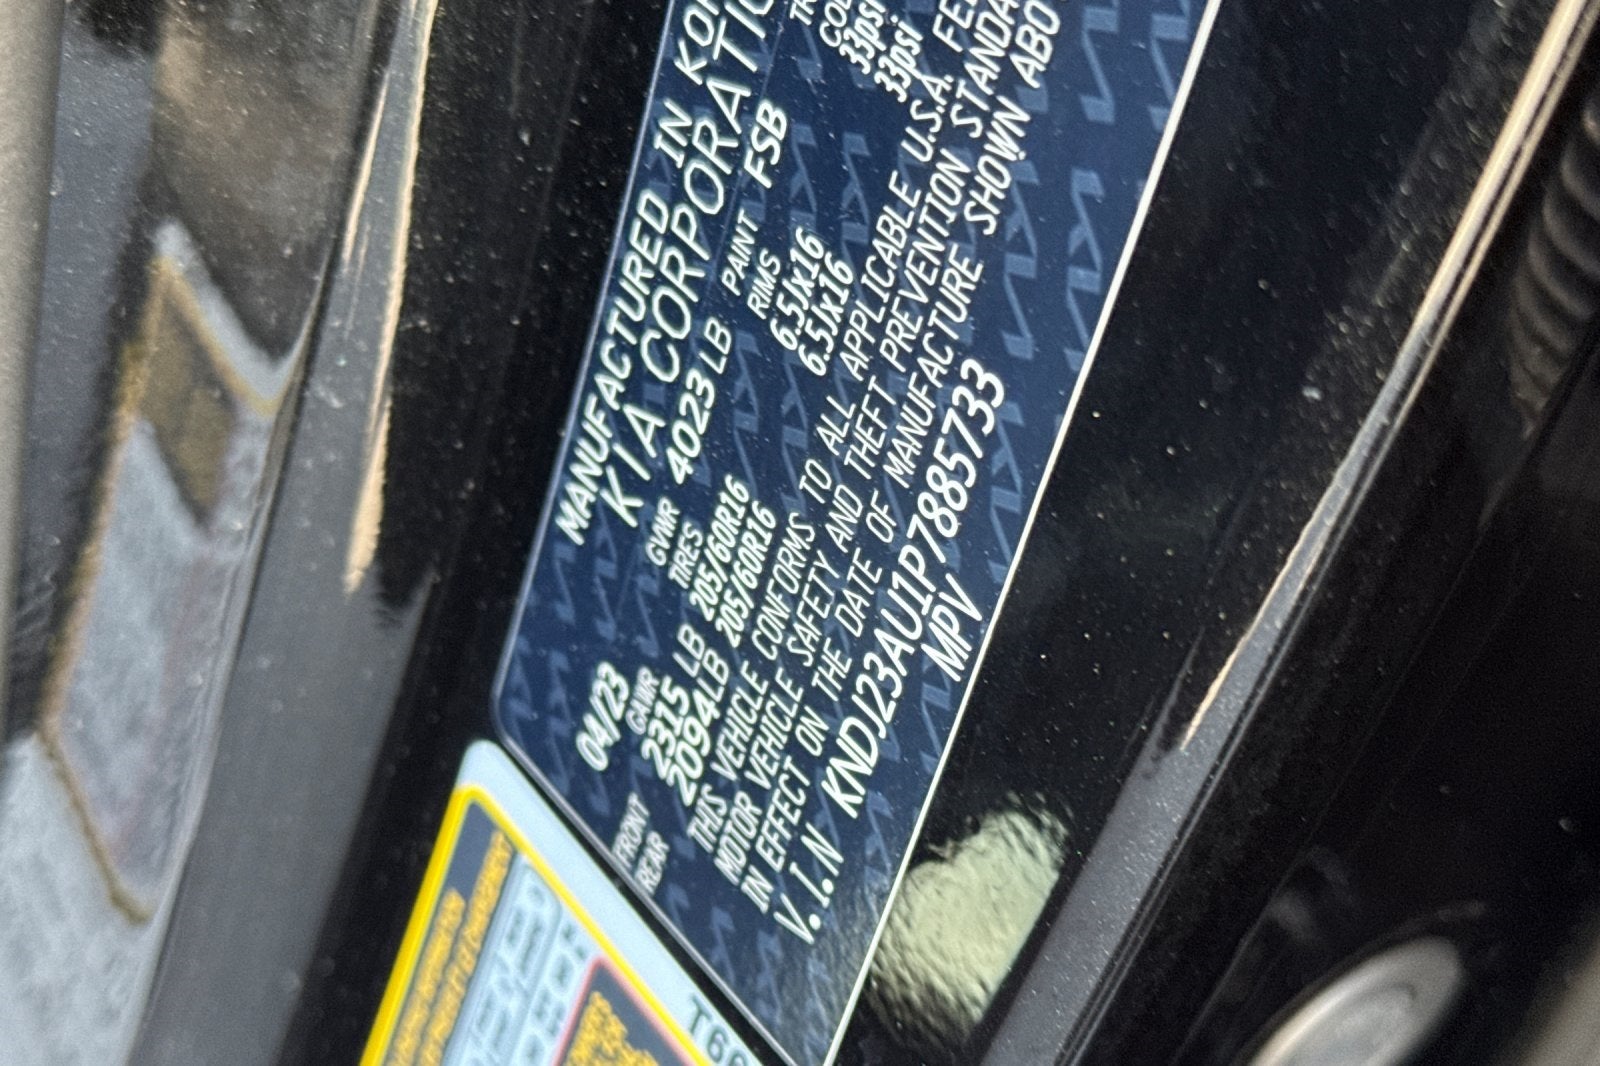 MANUFACTURED IN KOR
04/23 KIA CORPORATIO
GVWR 4023 LB PAINT FSB
GAWR TIRES RIMS COL
FRONT 2315 LB 205/60R16 6.5Jx16 33psi
REAR 2094LB 205/60R16 6.5Jx16 33psi
THIS VEHICLE CONFORMS TO ALL APPLICABLE U.S.A. FE
MOTOR VEHICLE SAFETY AND THEFT PREVENTION STANDA
IN EFFECT ON THE DATE OF MANUFACTURE SHOWN ABO
V.I.N KNDJ23AU1P7885733
MPV